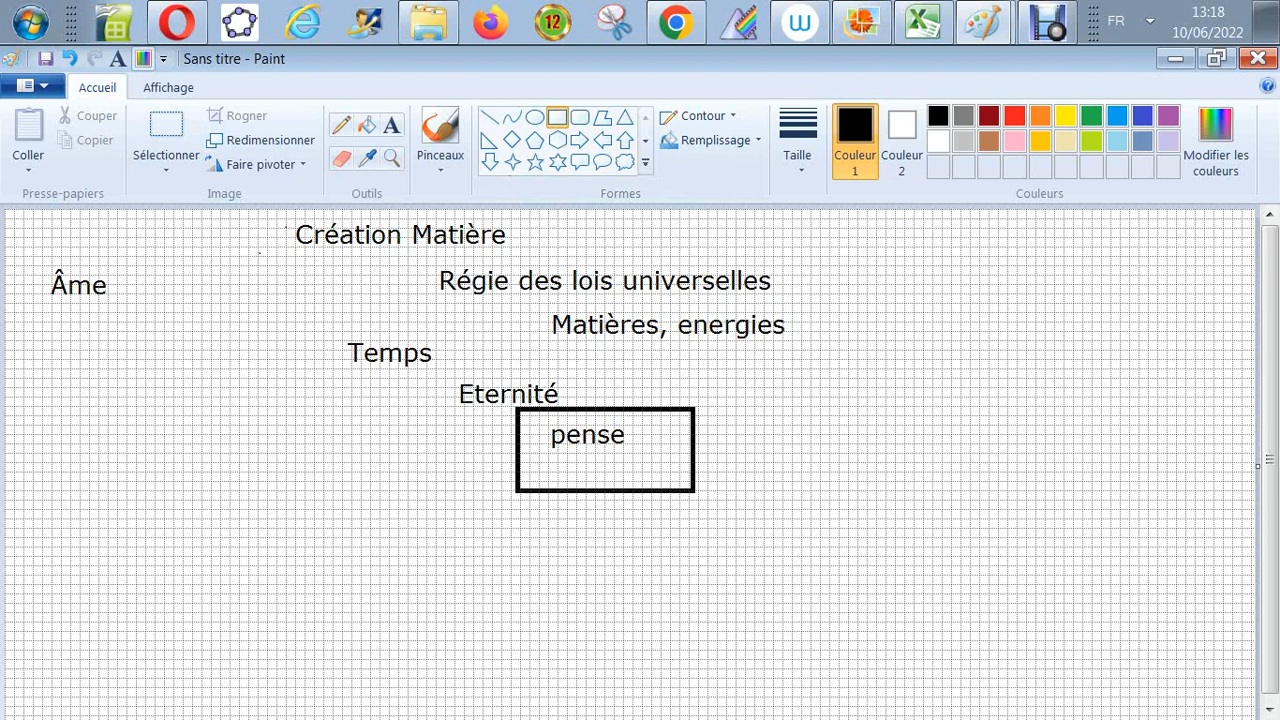 FR
13:18
10/06/2022
12
W
Sans titre - Paint
Accueil
Affichage
Coller
Couper
Copier
Presse-papiers
Sélectionner
Rogner
Redimensionner
Faire pivoter
Image
A
Outils
Pinceaux
Formes
Contour
Remplissage
Taille
Couleur 1
Couleur 2
Modifier les couleurs
Couleurs
Création Matière
Âme
Régie des lois universelles
Matières, energies
Temps
Eternité
pense